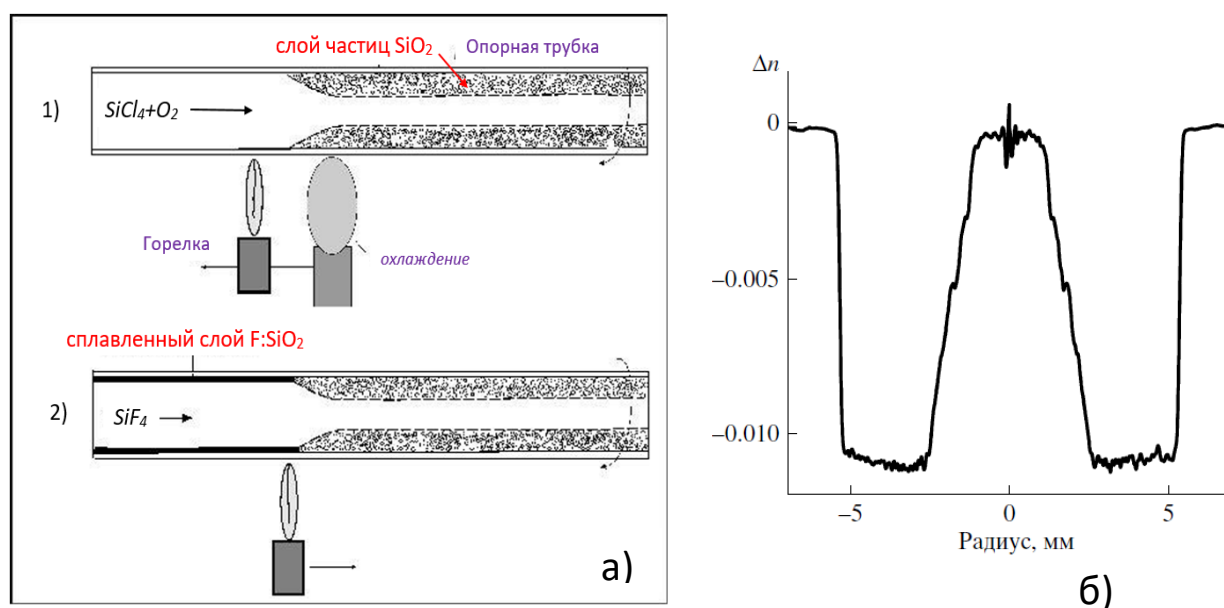 слой частиц SiO2
Опорная трубка
1)
SiCl4+O2
Горелка
охлаждение
сплавленный слой F:SiO2
2)
SiF4
а)
Δn
0
−0.005
−0.010
−5
0
5
Радиус, мм
б)